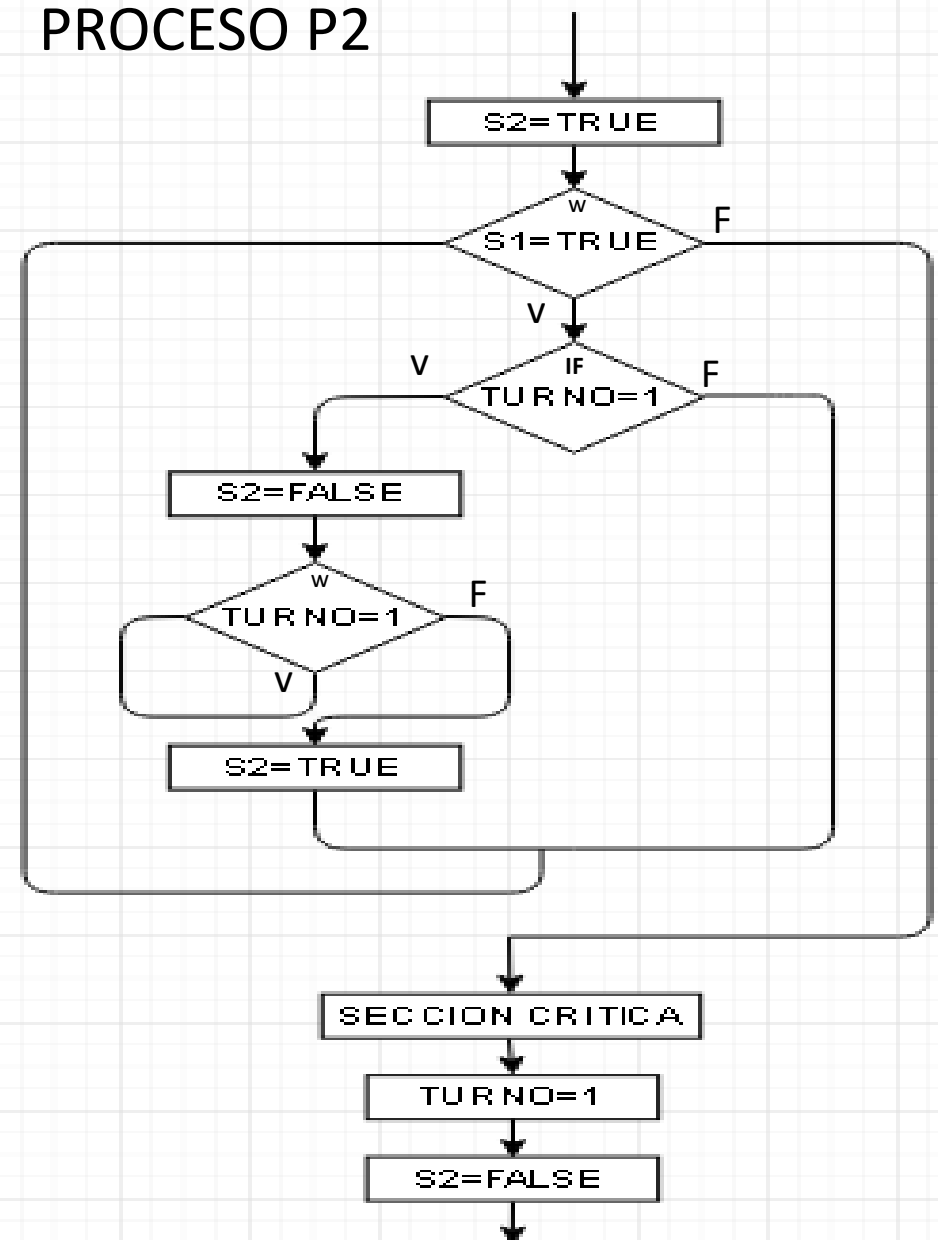 PROCESO P2
S2=TRUE
w
S1=TRUE
F
V
IF
TURNO=1
V
F
S2=FALSE
w
TURNO=1
F
V
S2=TRUE
SECCION CRITICA
TURNO=1
S2=FALSE